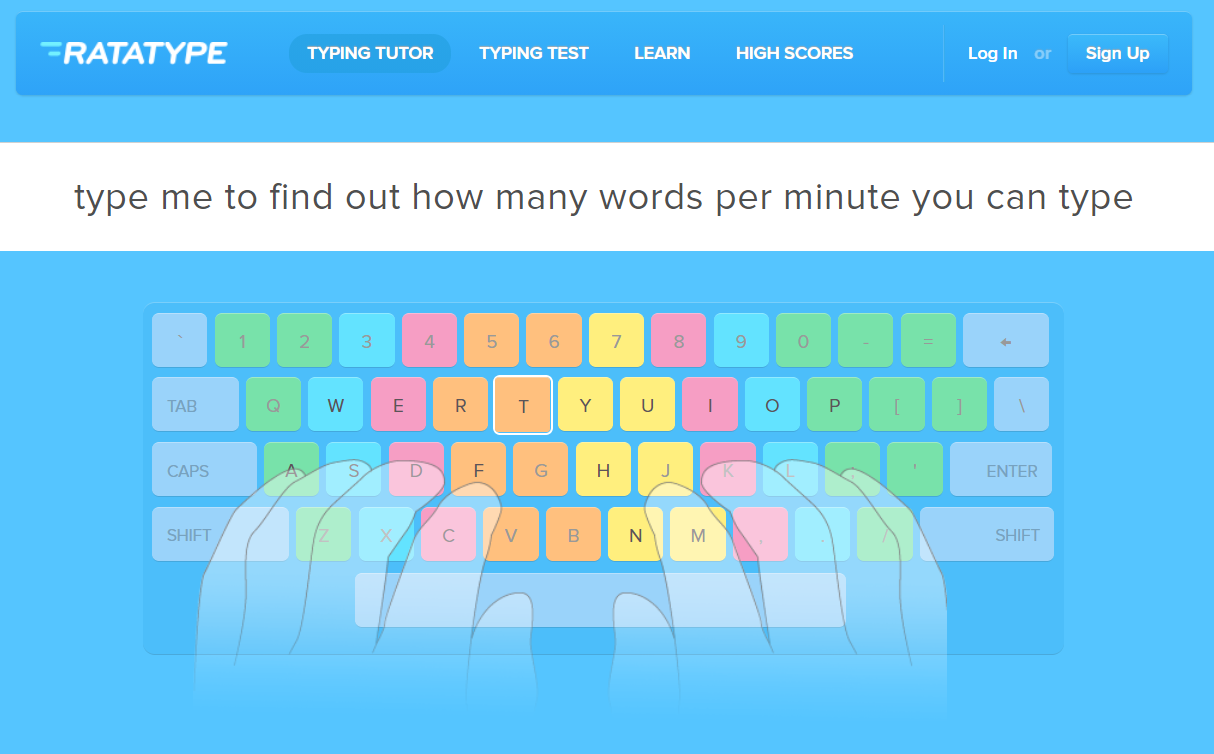 RATATYPE TYPING TUTOR TYPING TEST LEARN HIGH SCORES Log In or Sign Up
type me to find out how many words per minute you can type
` 1 2 3 4 5 6 7 8 9 0 - = ←
TAB Q W E R T Y U I O P [ ] \
CAPS A S D F G H J K L ; ' ENTER
SHIFT Z X C V B N M , . / SHIFT